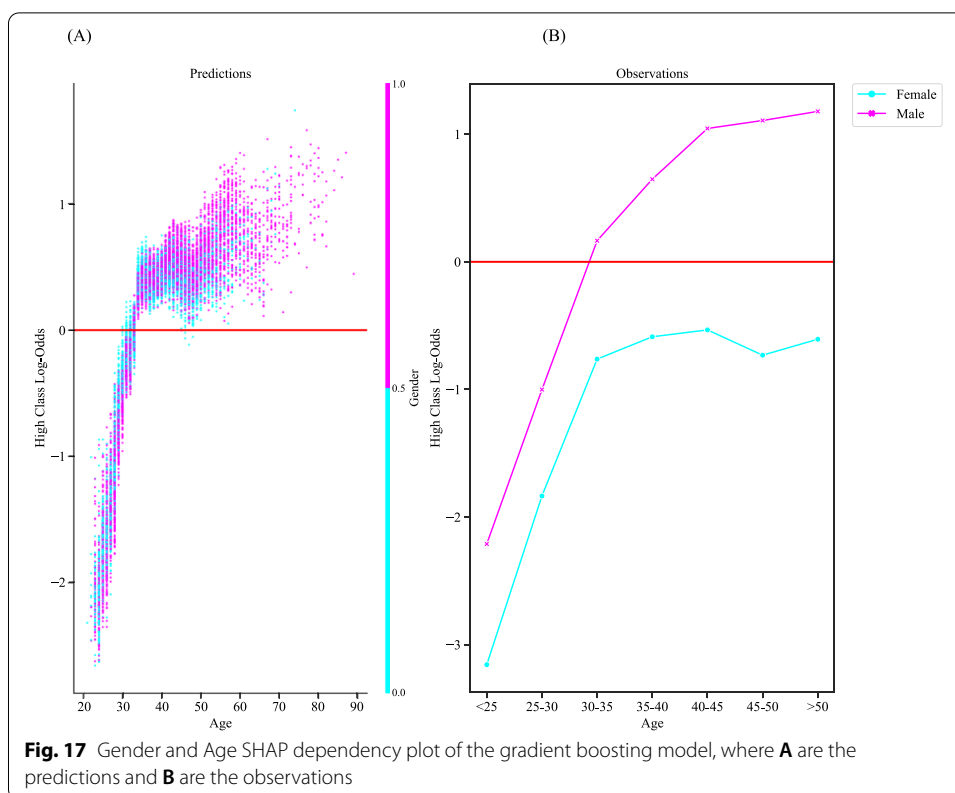 (A)
(B)
Predictions
Observations
1.0
Female
Male
1
0
−1
−2
High Class Log-Odds
20 30 40 50 60 70 80 90
Age
0.5
0.0
Gender
1
0
−1
−2
−3
High Class Log-Odds
<25 25-30 30-35 35-40 40-45 45-50 >50
Age
Fig. 17 Gender and Age SHAP dependency plot of the gradient boosting model, where A are the
predictions and B are the observations